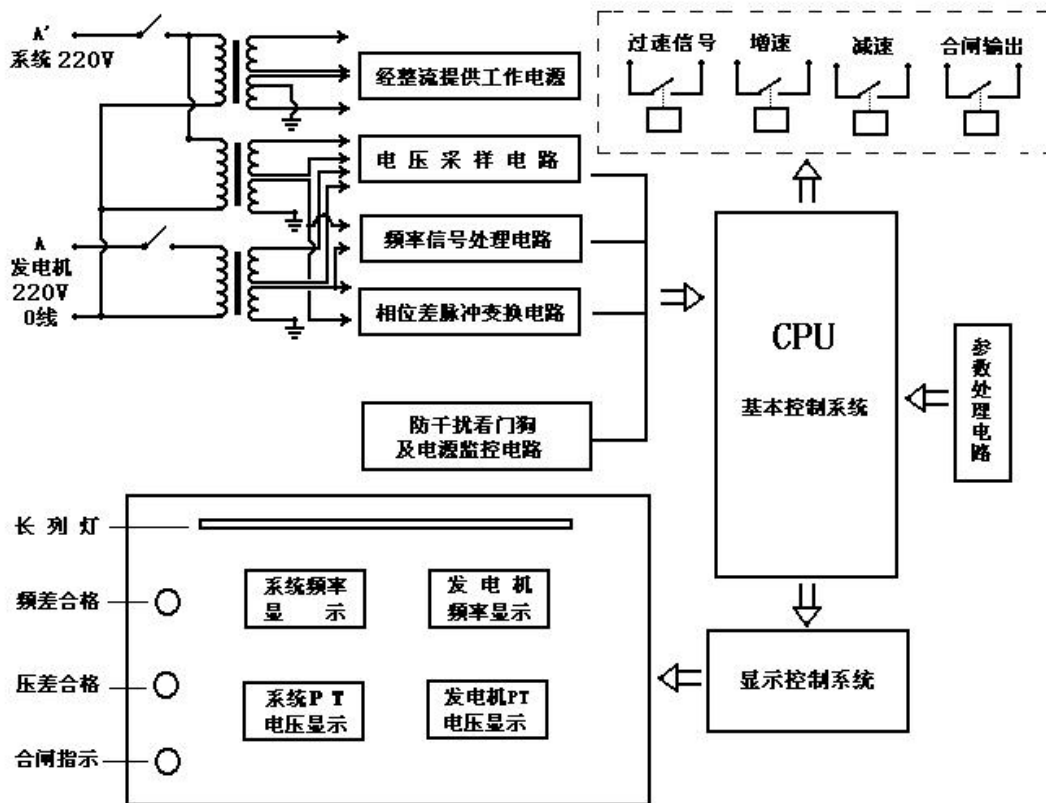 A'
系统 220V
经整流提供工作电源
电压采样电路
频率信号处理电路
相位差脉冲变换电路
A
发电机
220V
0线
防干扰看门狗
及电源监控电路
过速信号
增速
减速
合闸输出
CPU
基本控制系统
参数处理电路
显示控制系统
长列灯
频差合格
压差合格
合闸指示
系统频率
显示
发电机
频率显示
系统PT
电压显示
发电机PT
电压显示